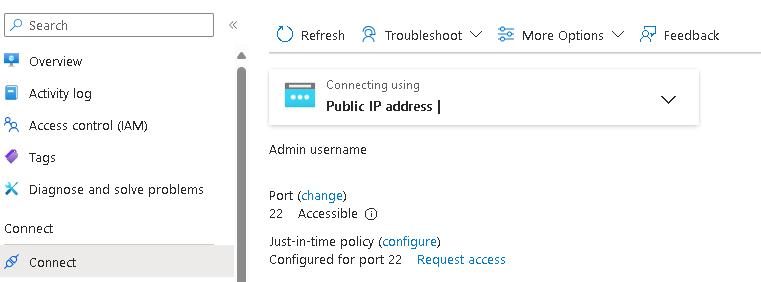 Search
«
Overview
Activity log
Access control (IAM)
Tags
Diagnose and solve problems
Connect
Connect
Refresh Troubleshoot More Options Feedback
Connecting using
Public IP address |
Admin username
Port (change)
22 Accessible
Just-in-time policy (configure)
Configured for port 22 Request access